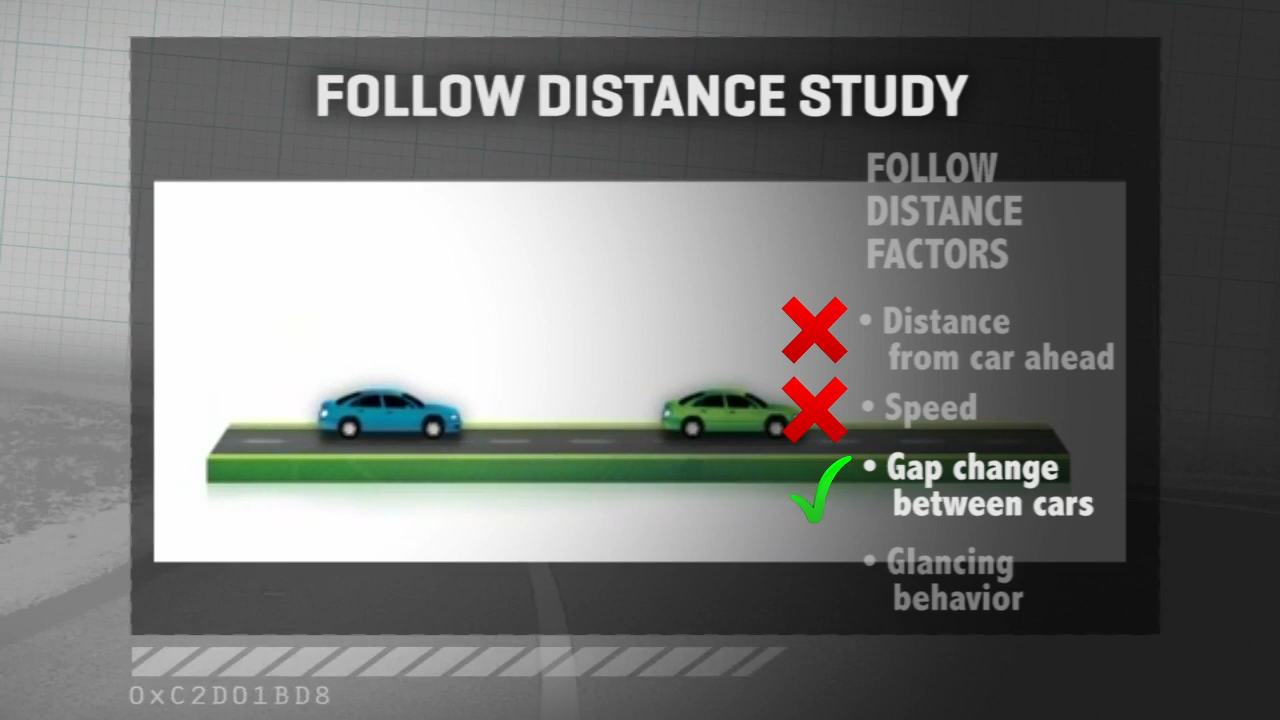 FOLLOW DISTANCE STUDY
FOLLOW
DISTANCE
FACTORS
• Distance
from car ahead
• Speed
• Gap change
between cars
• Glancing
behavior
0xC2D01BD8